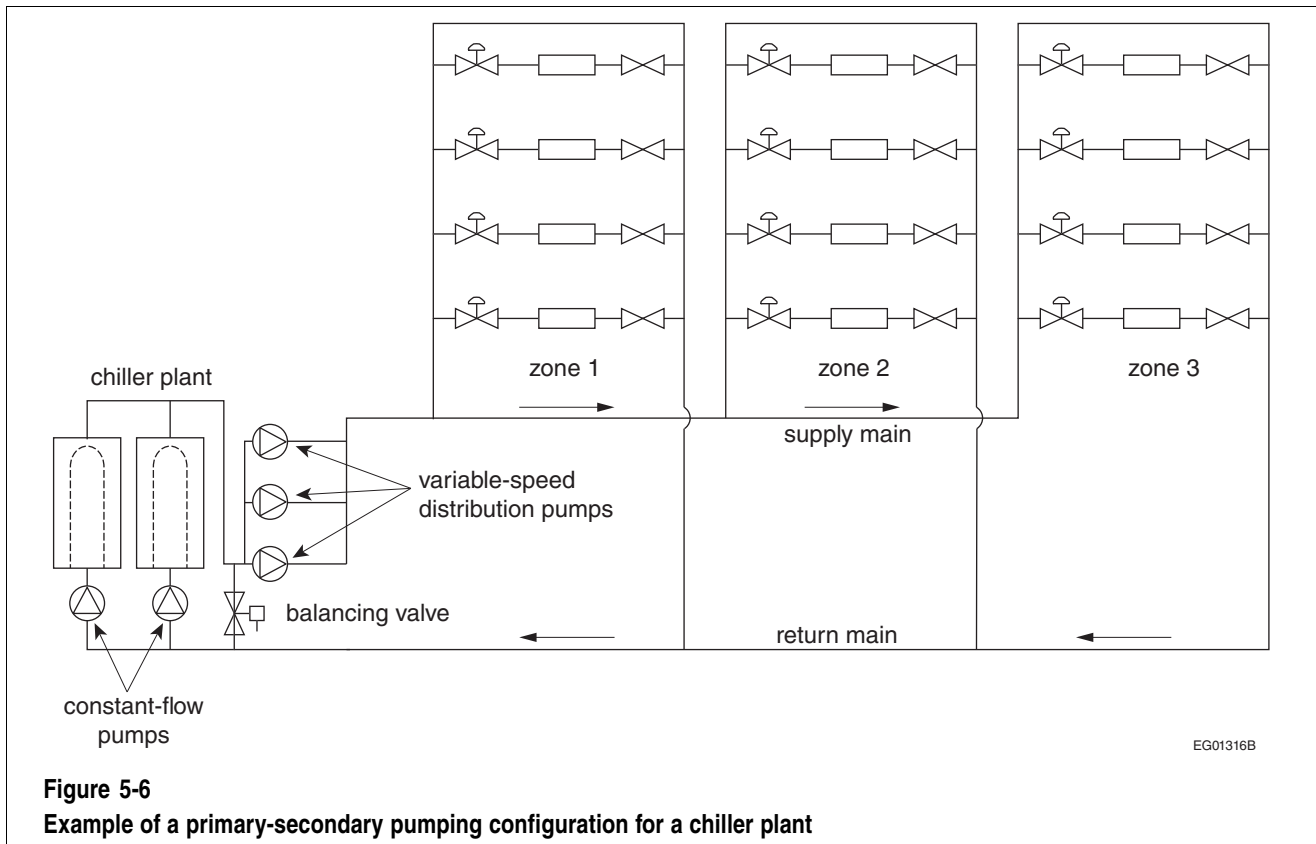 zone 1
zone 2
zone 3
chiller plant
supply main
variable-speed
distribution pumps
balancing valve
return main
constant-flow
pumps
EG01316B
Figure 5-6
Example of a primary-secondary pumping configuration for a chiller plant